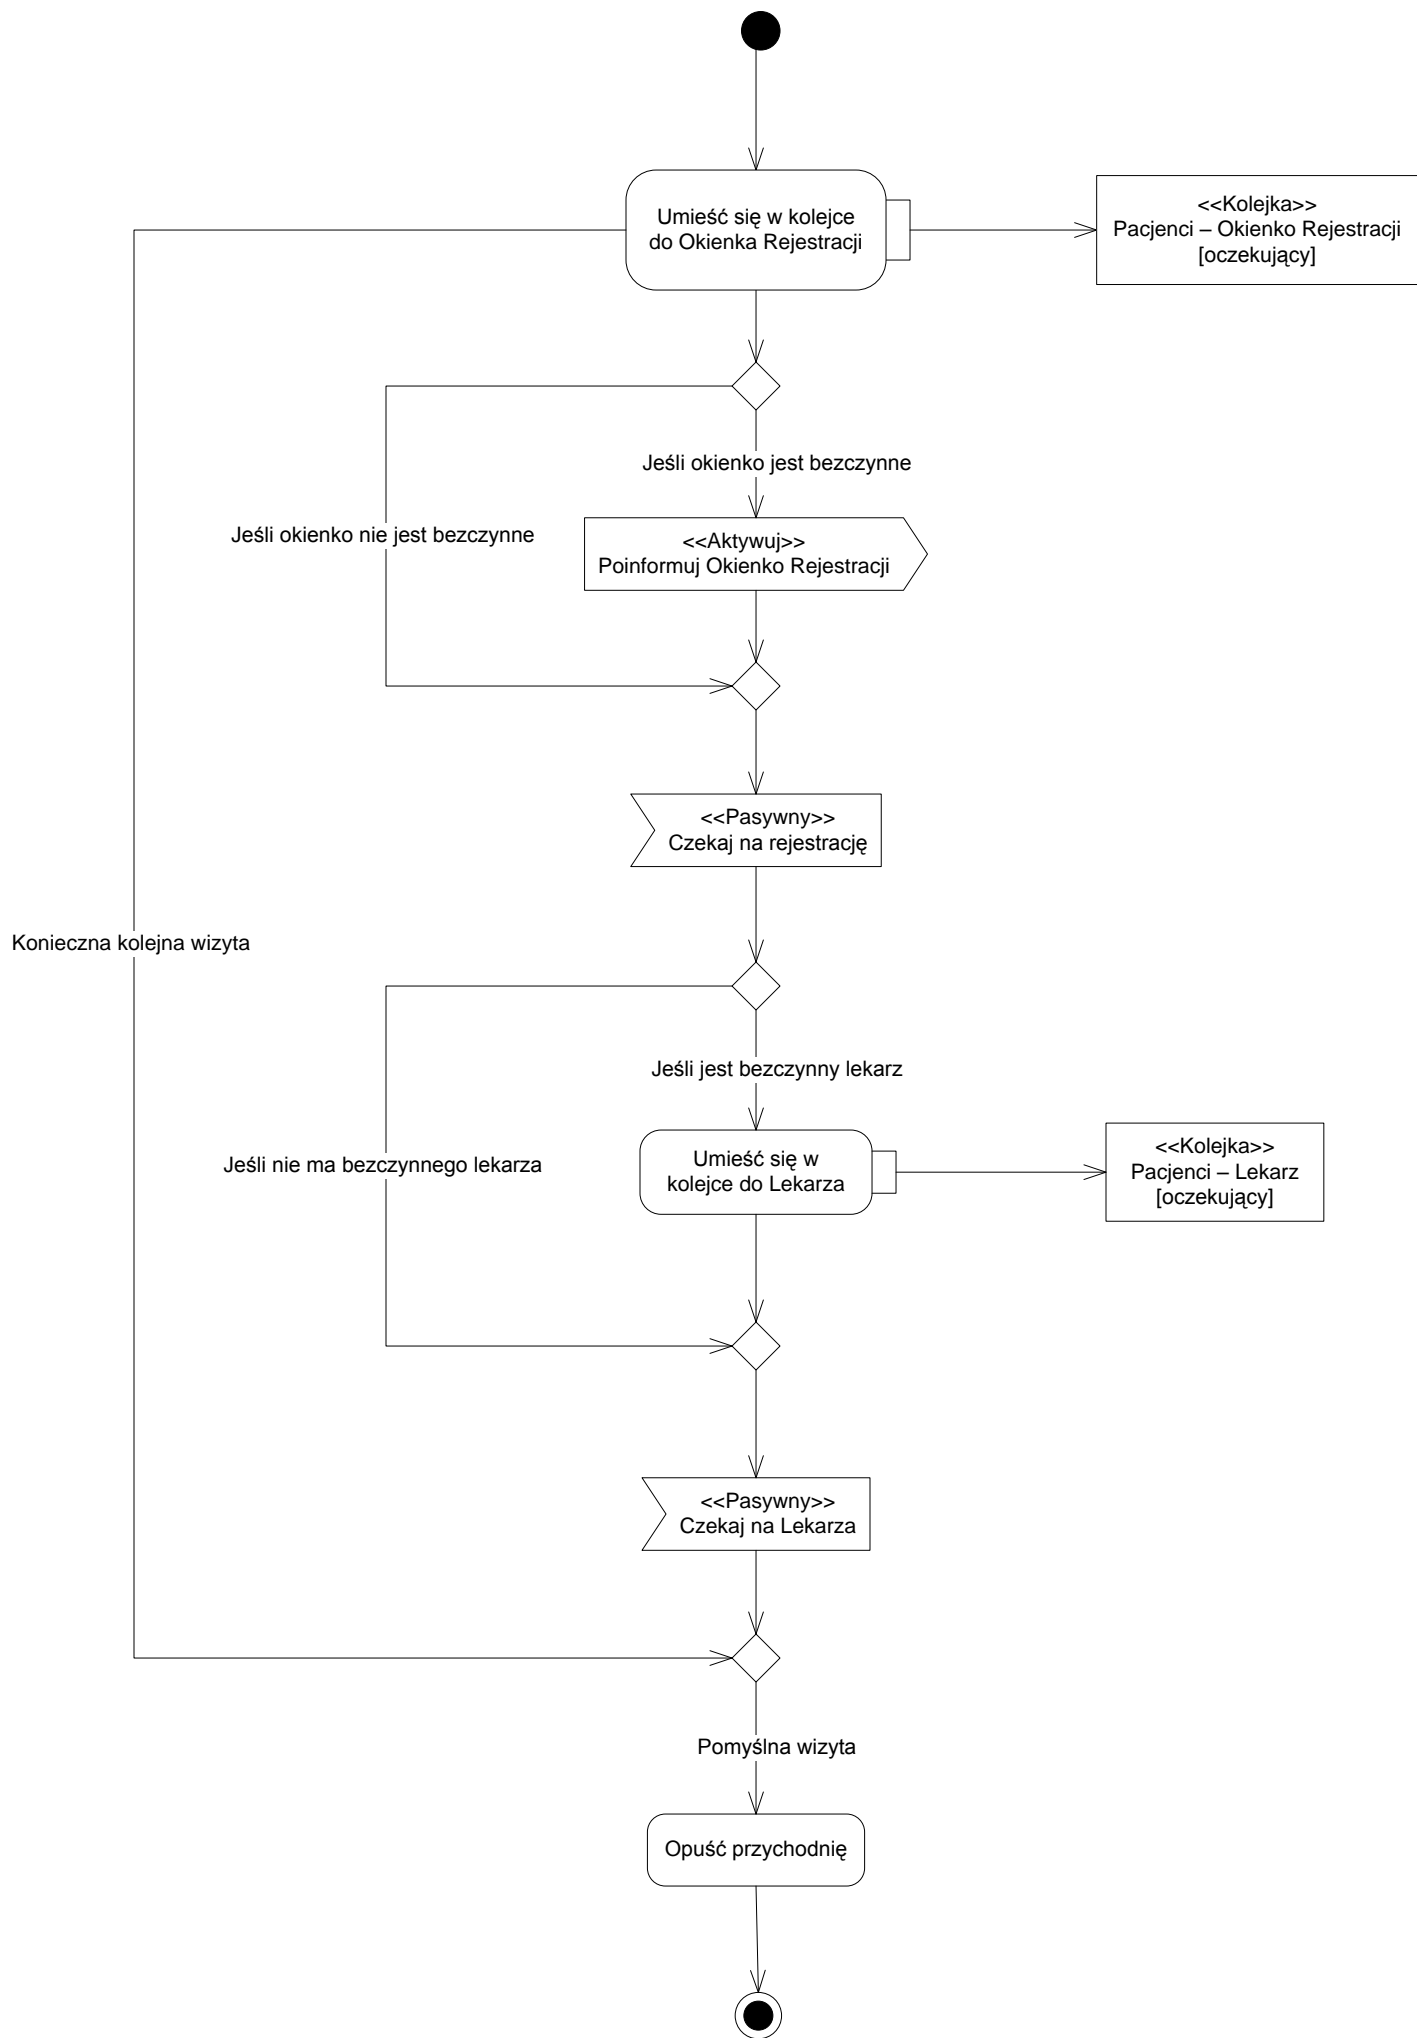 Umieść się w kolejce
do Okienka Rejestracji
<<Kolejka>>
Pacjenci – Okienko Rejestracji
[oczekujący]
Jeśli okienko jest bezczynne
Jeśli okienko nie jest bezczynne
<<Aktywuj>>
Poinformuj Okienko Rejestracji
<<Pasywny>>
Czekaj na rejestrację
Konieczna kolejna wizyta
Jeśli jest bezczynny lekarz
Jeśli nie ma bezczynnego lekarza
Umieść się w
kolejce do Lekarza
<<Kolejka>>
Pacjenci – Lekarz
[oczekujący]
<<Pasywny>>
Czekaj na Lekarza
Pomyślna wizyta
Opuść przychodnię